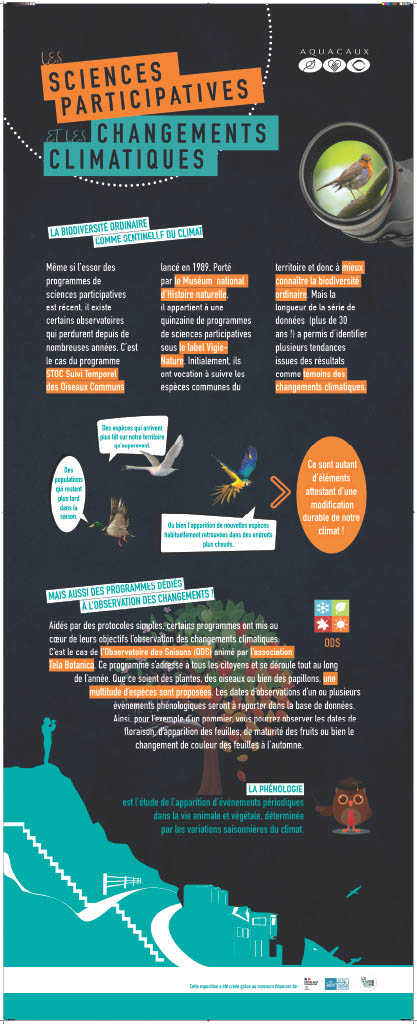 LES
SCIENCES
PARTICIPATIVES
ET LES CHANGEMENTS
CLIMATIQUES
AQUACAUX
LA BIODIVERSITÉ ORDINAIRE
COMME SENTINELLE DU CLIMAT
Même si l'essor des
programmes de
sciences participatives
est récent, il existe
certains observatoires
qui perdurent depuis de
nombreuses années. C'est
le cas du programme
STOC Suivi Temporel
des Oiseaux Communs
lancé en 1989. Porté
par le Muséum national
d'Histoire naturelle,
il appartient à une
quinzaine de programmes
de sciences participatives
sous le label Vigie-
Nature. Initialement, ils
ont vocation à suivre les
espèces communes du
territoire et donc à mieux
connaître la biodiversité
ordinaire. Mais la
longueur de la série de
données (plus de 30
ans !) a permis d'identifier
plusieurs tendances
issues des résultats
comme témoins des
changements climatiques.
Des espèces qui arrivent
plus tôt sur notre territoire
qu'auparavant.
Des
populations
qui restent
plus tard
dans la
saison.
Ou bien l'apparition de nouvelles espèces
habituellement retrouvées dans des endroits
plus chauds.
Ce sont autant
d'éléments
attestant d'une
modification
durable de notre
climat !
MAIS AUSSI DES PROGRAMMES DÉDIÉS
À L'OBSERVATION DES CHANGEMENTS !
Aidés par des protocoles simples, certains programmes ont mis au
cœur de leurs objectifs l'observation des changements climatiques.
C'est le cas de l'Observatoire des Saisons (ODS) animé par l'association
Tela Botanica. Ce programme s'adresse à tous les citoyens et se déroule tout au long
de l'année. Que ce soient des plantes, des oiseaux ou bien des papillons, une
multitude d'espèces sont proposées. Les dates d'observations d'un ou plusieurs
évènements phénologiques seront à reporter dans la base de données.
Ainsi, pour l'exemple d'un pommier, vous pourrez observer les dates de
floraison, d'apparition des feuilles, de maturité des fruits ou bien le
changement de couleur des feuilles à l'automne.
ODS
LA PHÉNOLOGIE
est l'étude de l'apparition d'événements périodiques
dans la vie animale et végétale, déterminée
par les variations saisonnières du climat.
Cette exposition a été créée grâce au concours financier de :